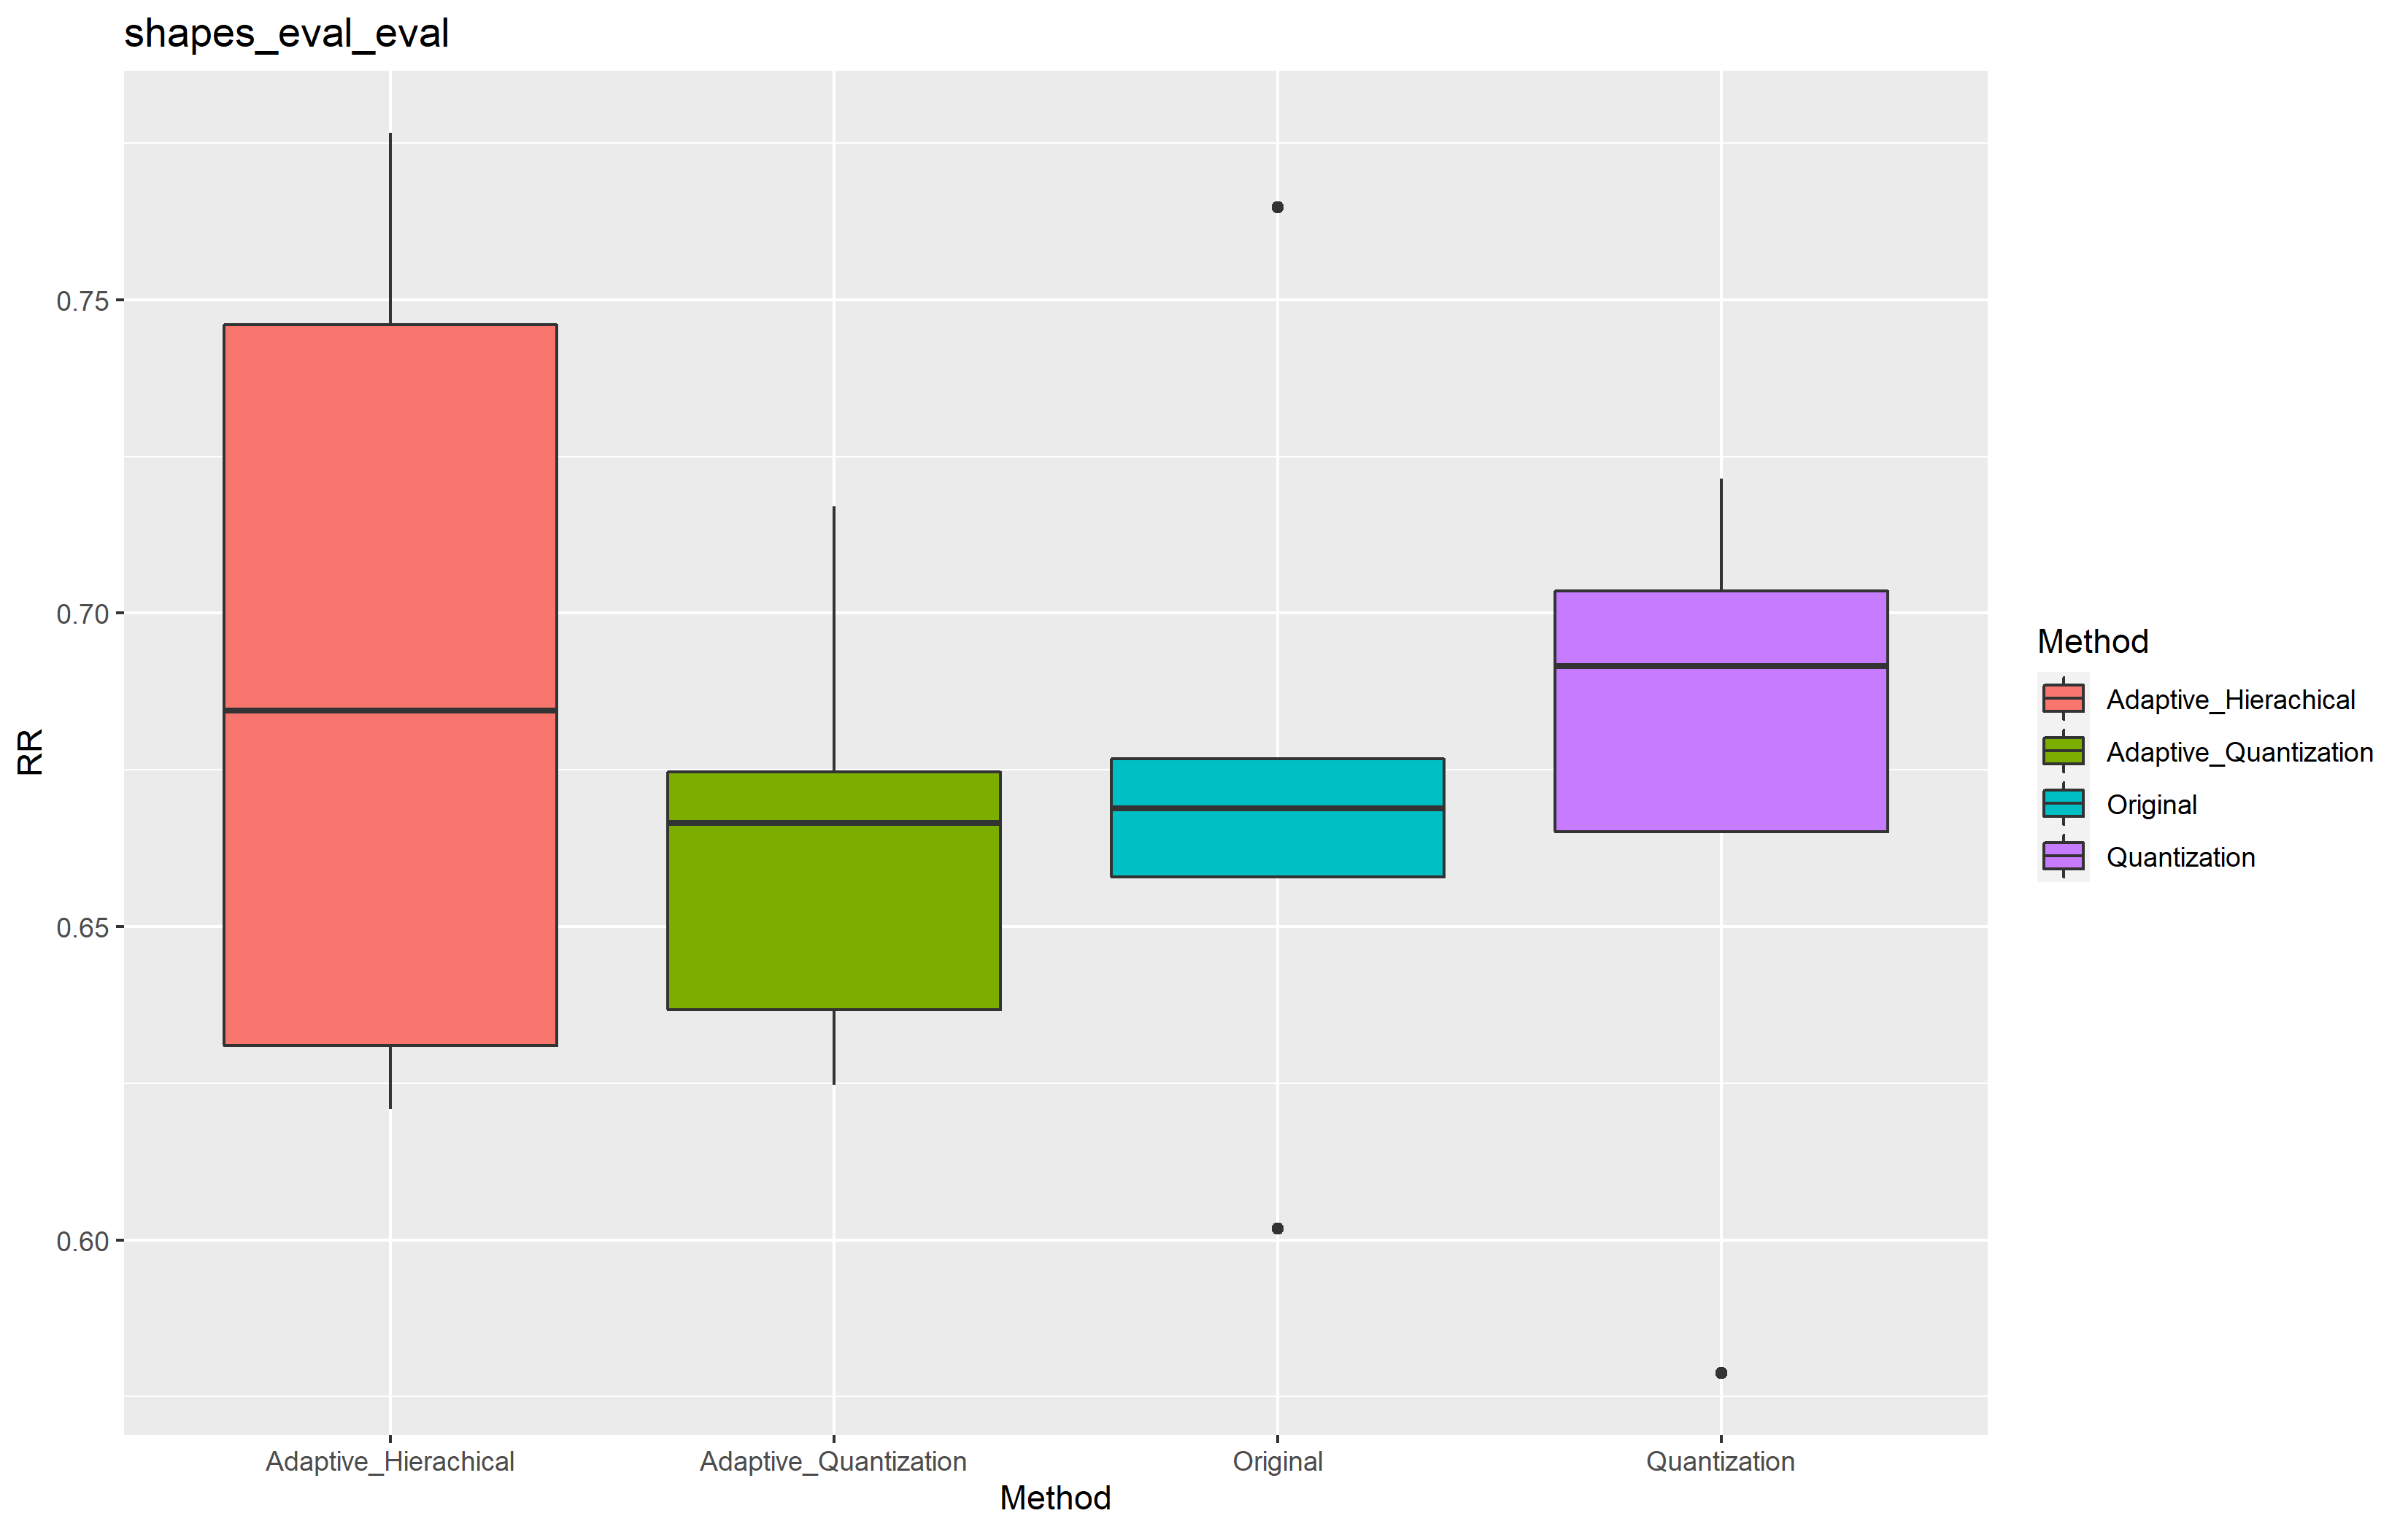 shapes_eval_eval
RR
0.75
0.70
0.65
0.60
Adaptive_Hierachical
Adaptive_Quantization
Original
Quantization
Method
Method
Adaptive_Hierachical
Adaptive_Quantization
Original
Quantization